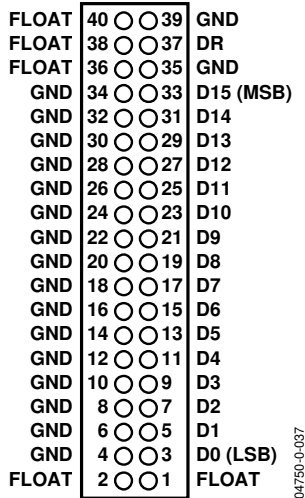 FLOAT 40 39 GND
FLOAT 38 37 DR
FLOAT 36 35 GND
GND 34 33 D15 (MSB)
GND 32 31 D14
GND 30 29 D13
GND 28 27 D12
GND 26 25 D11
GND 24 23 D10
GND 22 21 D9
GND 20 19 D8
GND 18 17 D7
GND 16 15 D6
GND 14 13 D5
GND 12 11 D4
GND 10 9 D3
GND 8 7 D2
GND 6 5 D1
GND 4 3 D0 (LSB)
FLOAT 2 1 FLOAT
04750-0-037